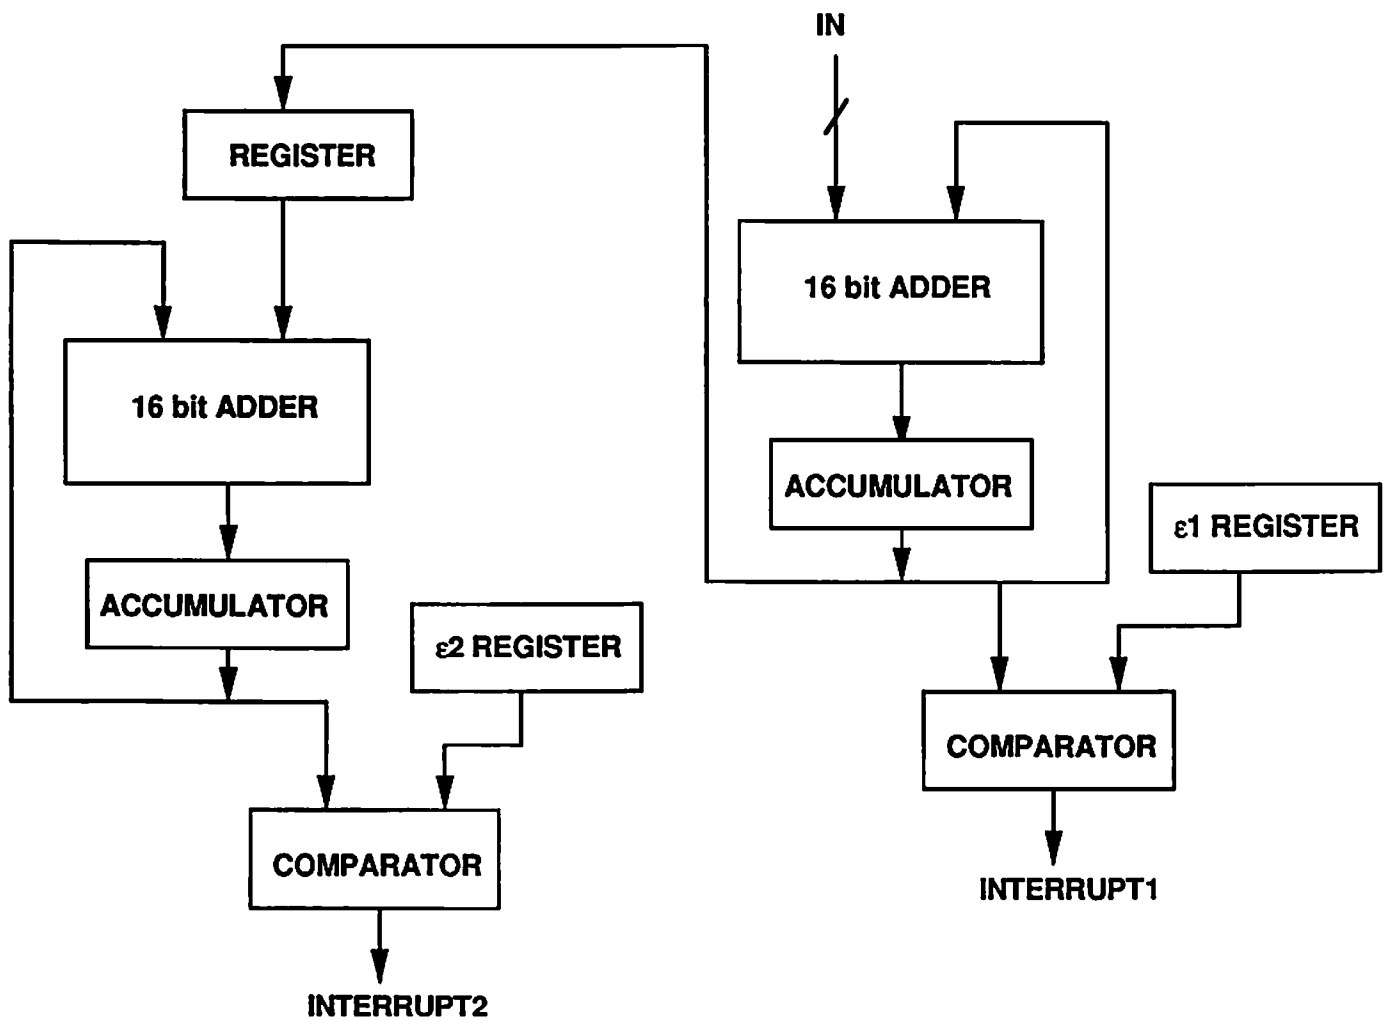 IN
REGISTER
16 bit ADDER
16 bit ADDER
ACCUMULATOR
ε1 REGISTER
ACCUMULATOR
ε2 REGISTER
COMPARATOR
COMPARATOR
INTERRUPT1
INTERRUPT2